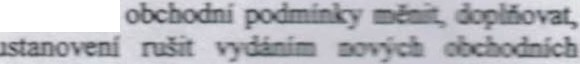 obchodní podmínky měnit, doplňovat,
ustanovení rušit vydáním nových obchodních